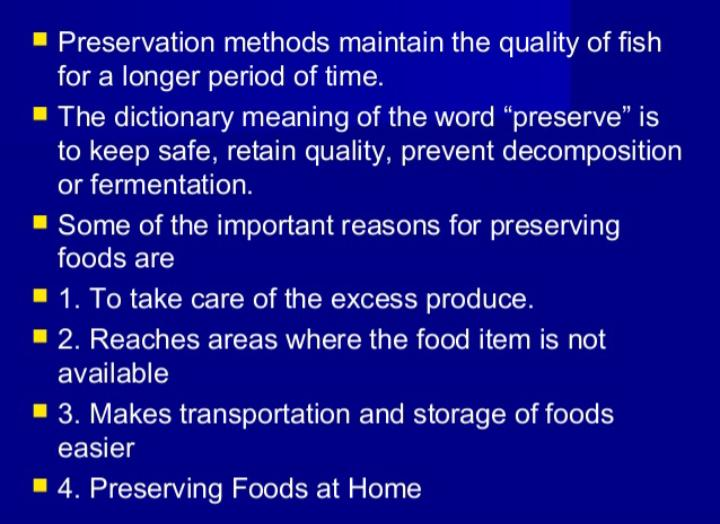 Preservation methods maintain the quality of fish
for a longer period of time.
The dictionary meaning of the word “preserve” is
to keep safe, retain quality, prevent decomposition
or fermentation.
Some of the important reasons for preserving
foods are
1. To take care of the excess produce.
2. Reaches areas where the food item is not
available
3. Makes transportation and storage of foods
easier
4. Preserving Foods at Home